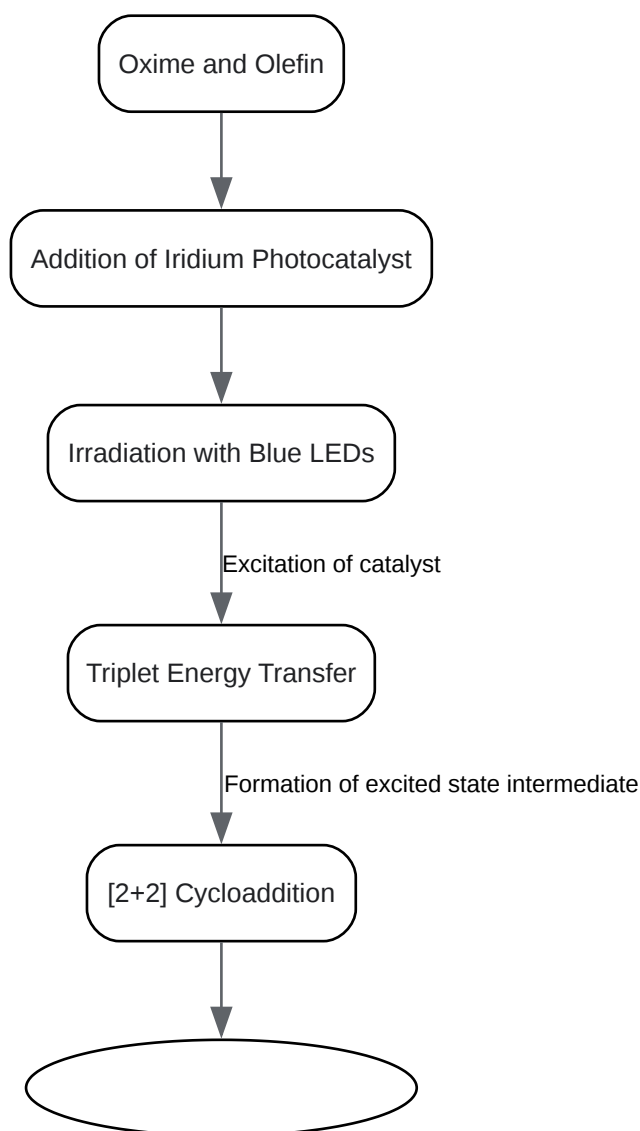 Oxime and Olefin
Addition of Iridium Photocatalyst
Irradiation with Blue LEDs
Excitation of catalyst
Triplet Energy Transfer
Formation of excited state intermediate
[2+2] Cycloaddition